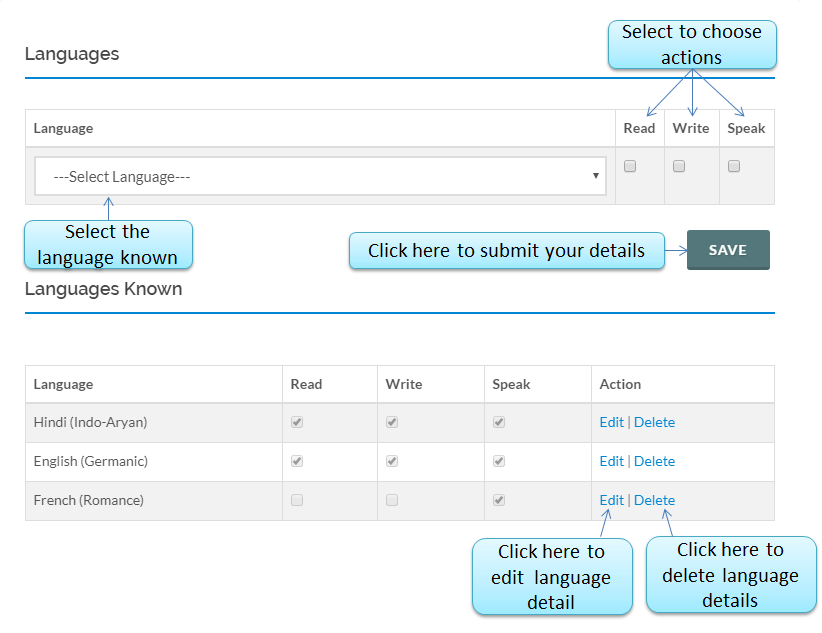 Select to choose
actions
Languages
Language Read Write Speak
---Select Language---
Select the
language known
Click here to submit your details
SAVE
Languages Known
Language Read Write Speak Action
Hindi (Indo-Aryan) Edit | Delete
English (Germanic) Edit | Delete
French (Romance) Edit | Delete
Click here to
edit language
detail
Click here to
delete language
details